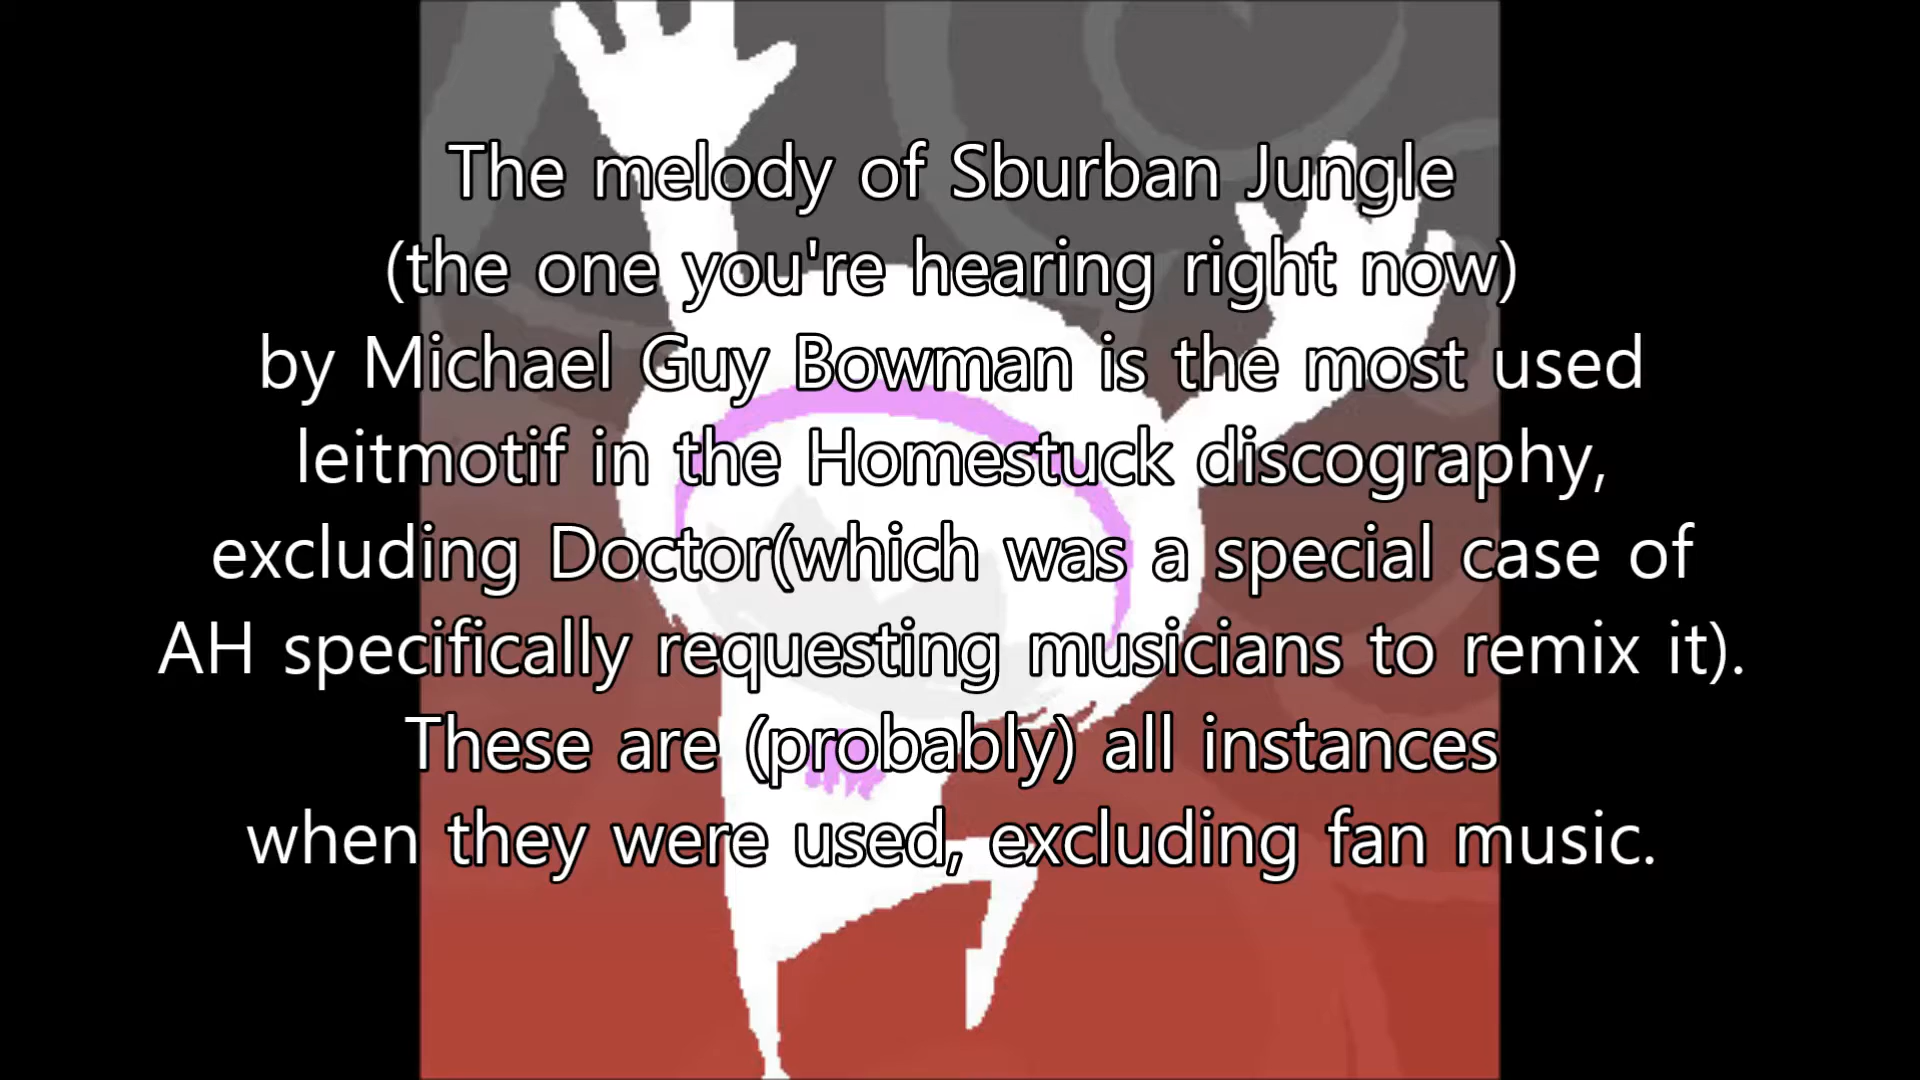 The melody of Sburban Jungle
(the one you're hearing right now)
by Michael Guy Bowman is the most used
leitmotif in the Homestuck discography,
excluding Doctor(which was a special case of
AH specifically requesting musicians to remix it).
These are (probably) all instances
when they were used, excluding fan music.